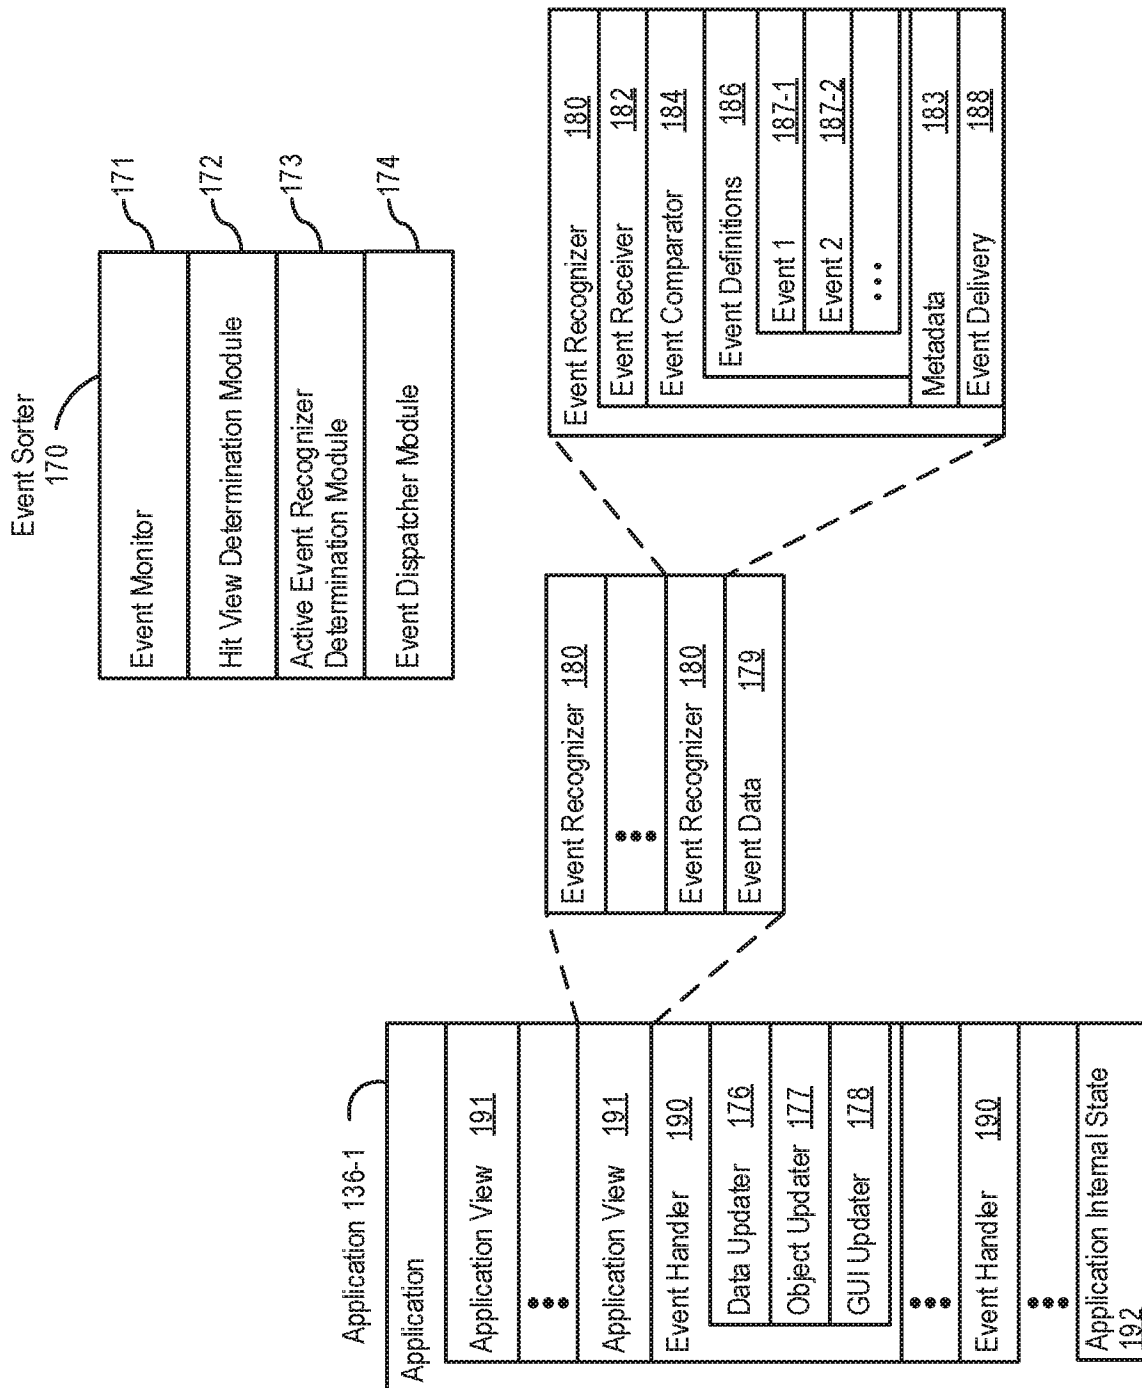 Event Sorter
170
Event Monitor
171
Hit View Determination Module
172
Active Event Recognizer
Determination Module
173
Event Dispatcher Module
174
Application 136-1
Application
Application View 191
•••
Application View 191
Event Handler 190
Data Updater 176
Object Updater 177
GUI Updater 178
•••
Event Handler 190
•••
Application Internal State
192
Event Recognizer 180
•••
Event Recognizer 180
Event Data 179
Event Recognizer 180
Event Receiver 182
Event Comparator 184
Event Definitions 186
Event 1 187-1
Event 2 187-2
•••
Metadata 183
Event Delivery 188